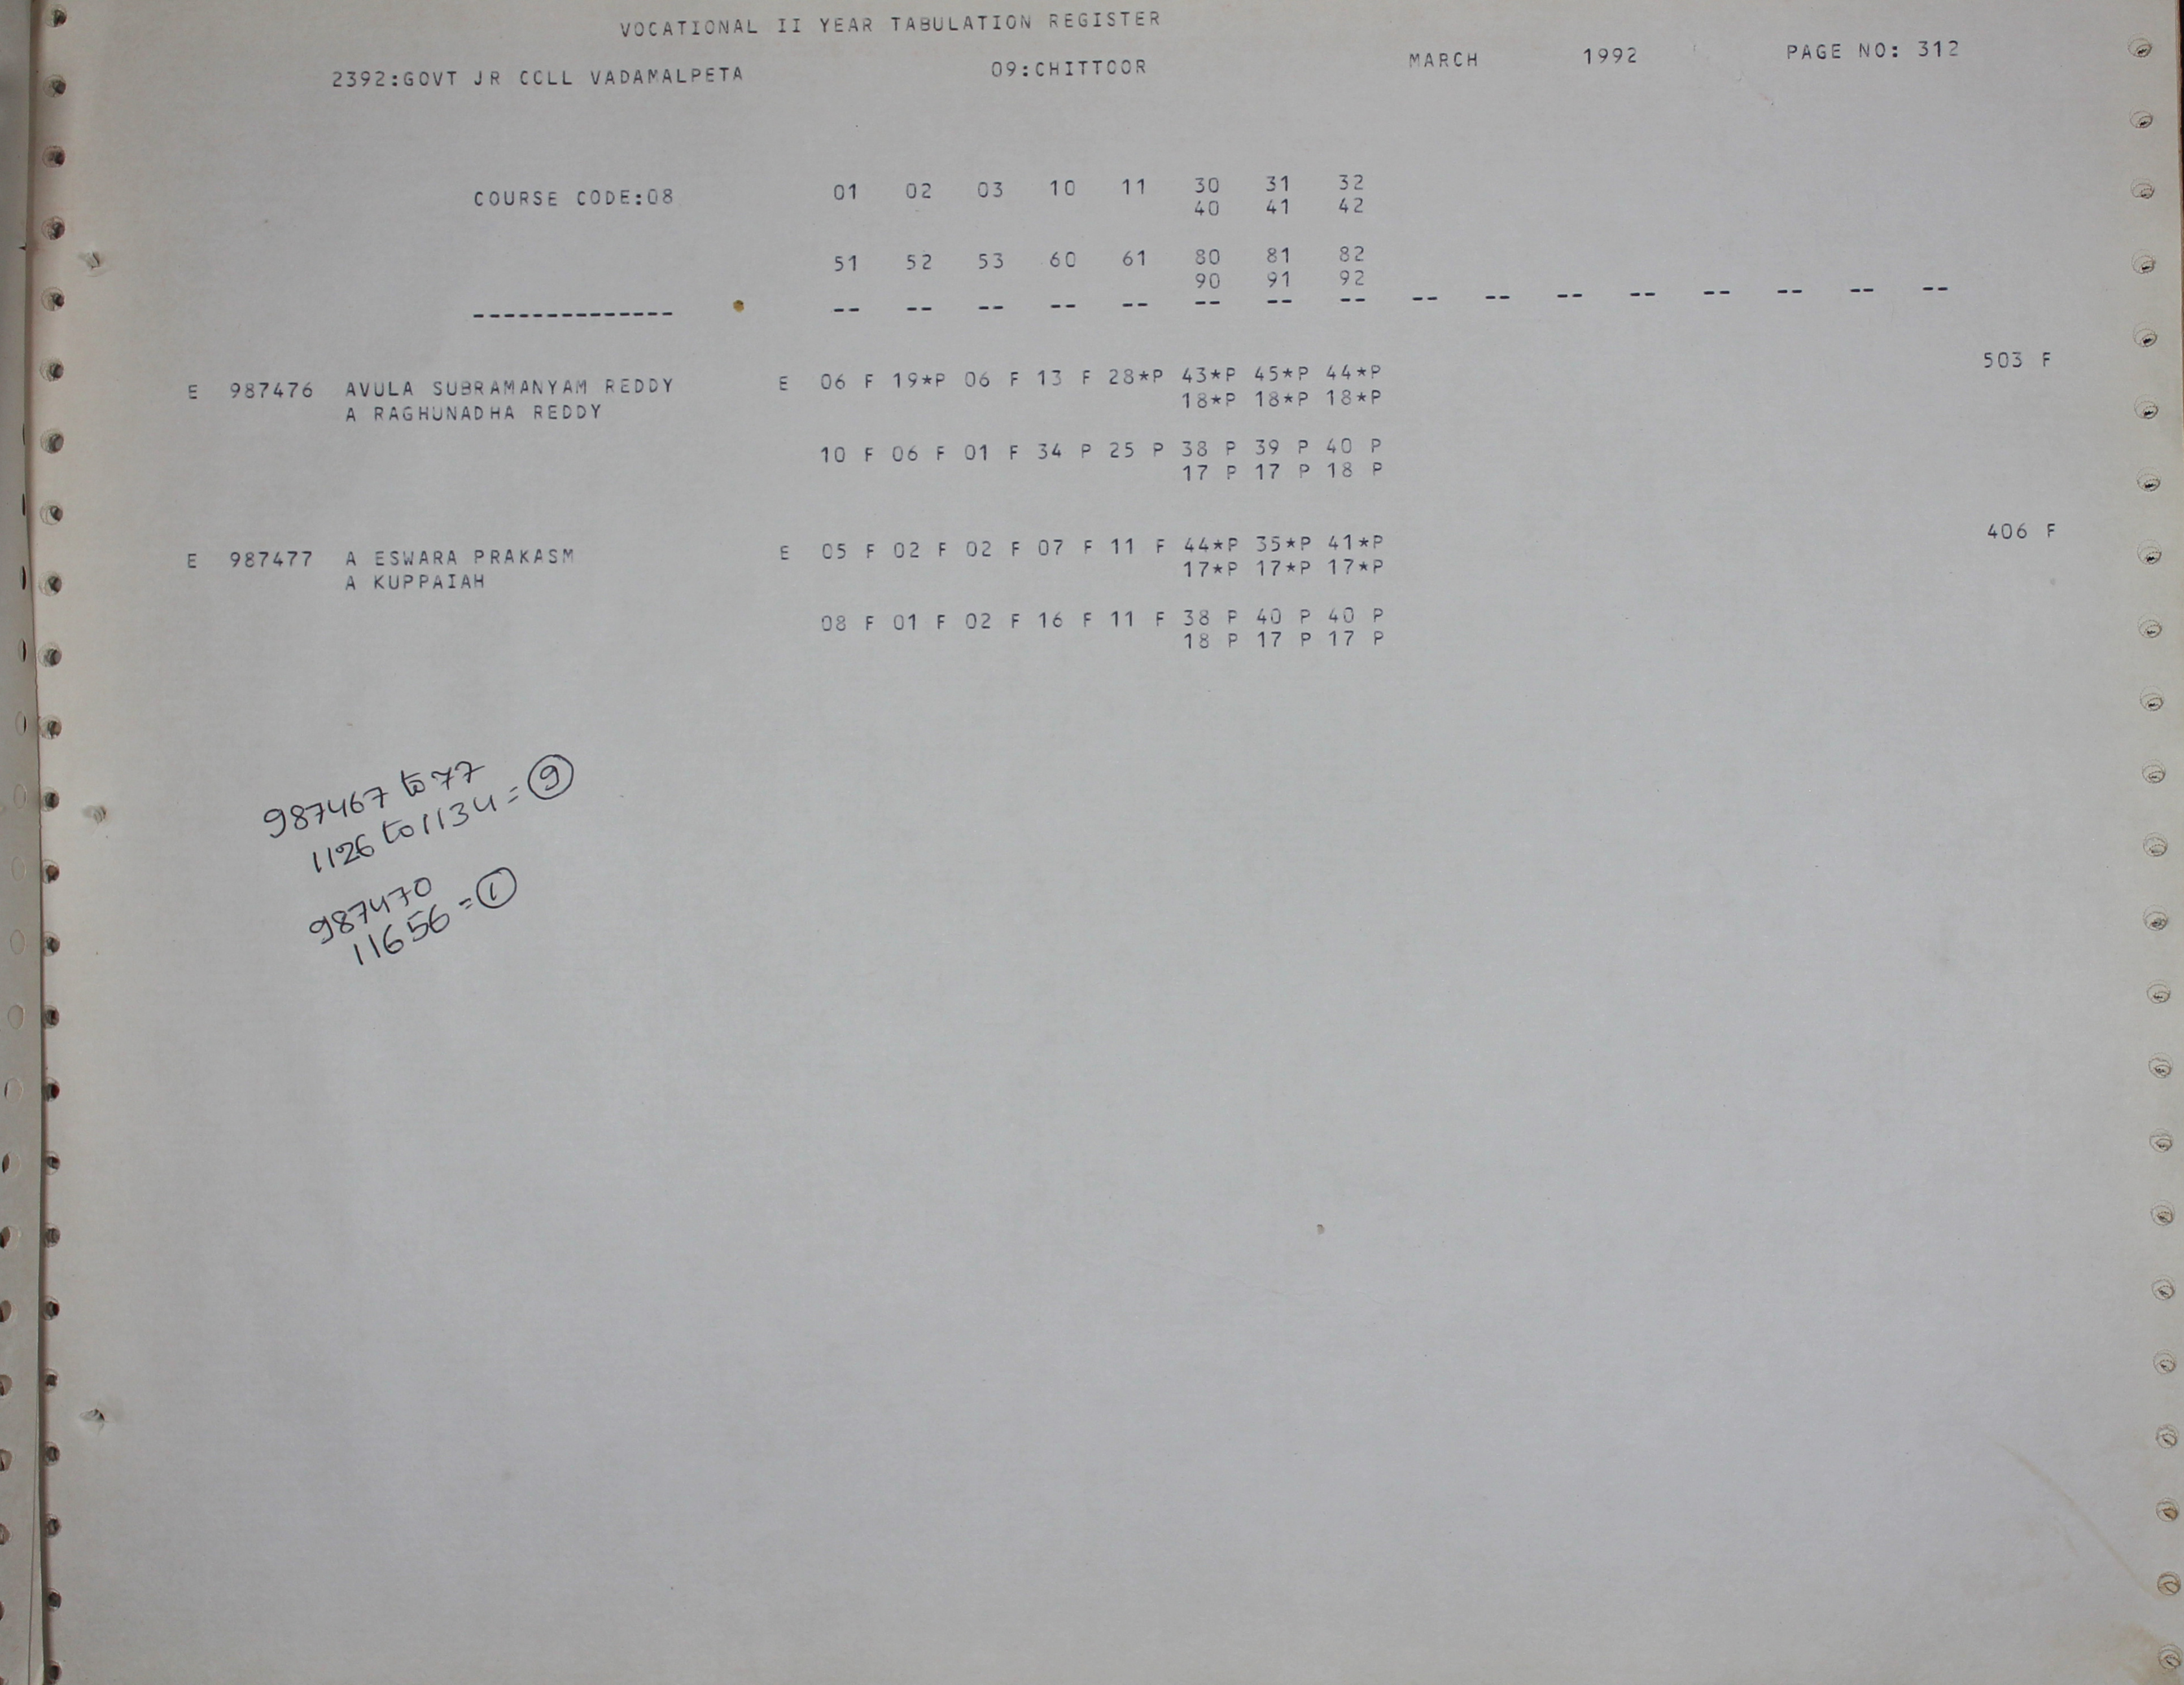 VOCATIONAL II YEAR TABULATION REGISTER
2392:GOVT JR CCLL VADAMALPETA 09:CHITTOOR MARCH 1992 PAGE NO: 312
COURSE CODE:08 01 02 03 10 11 30 31 32
40 41 42
51 52 53 60 61 80 81 82
90 91 92
-------------- -- -- -- -- -- -- -- -- -- -- -- -- -- -- -- --
E 987476 AVULA SUBRAMANYAM REDDY E 06 F 19*P 06 F 13 F 28*P 43*P 45*P 44*P 503 F
A RAGHUNADHA REDDY 18*P 18*P 18*P
10 F 06 F 01 F 34 P 25 P 38 P 39 P 40 P
17 P 17 P 18 P
E 987477 A ESWARA PRAKASM E 05 F 02 F 02 F 07 F 11 F 44*P 35*P 41*P 406 F
A KUPPAIAH 17*P 17*P 17*P
08 F 01 F 02 F 16 F 11 F 38 P 40 P 40 P
18 P 17 P 17 P
987467 to 77
1126 to 1134 = 9
987470
11656 = 1